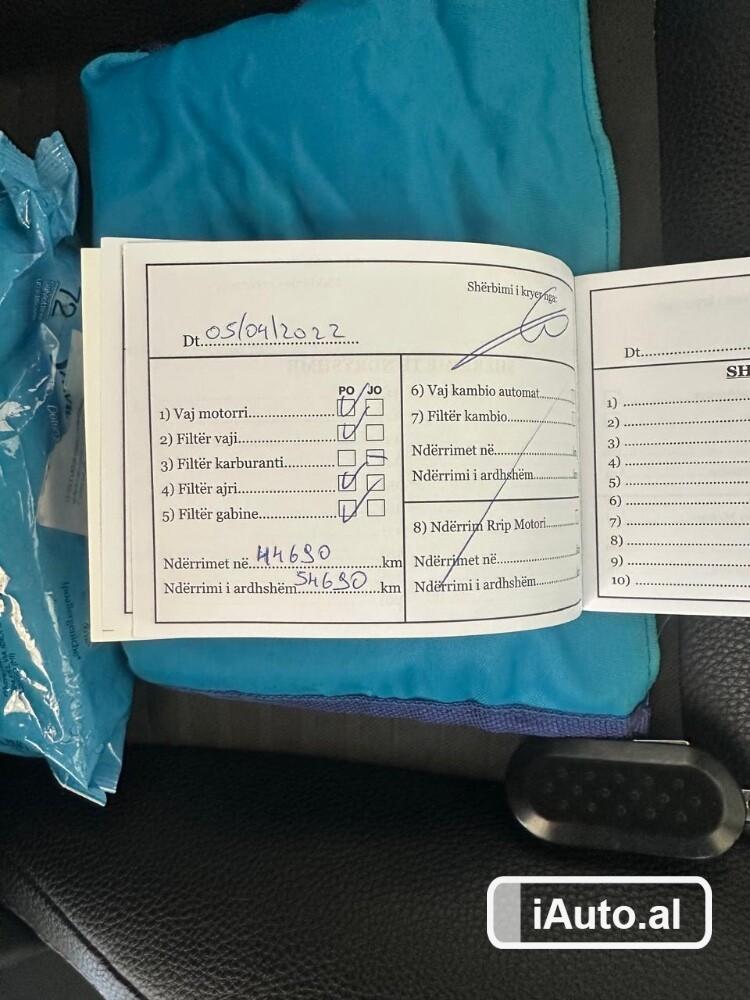 Shërbimi i kryer nga:
Dt. 05/04/2022
PO JO
1) Vaj motorri
2) Filtër vaji
3) Filtër karburanti
4) Filtër ajri
5) Filtër gabine
Ndërrimet në 44690 km
Ndërrimi i ardhshëm 54690 km
6) Vaj kambio automat
7) Filtër kambio
Ndërrimet në
Ndërrimi i ardhshëm
8) Ndërrim Rrip Motori
Ndërrimet në
Ndërrimi i ardhshëm
Dt.
SH
1)
2)
3)
4)
5)
6)
7)
8)
9)
10)
72
iAuto.al